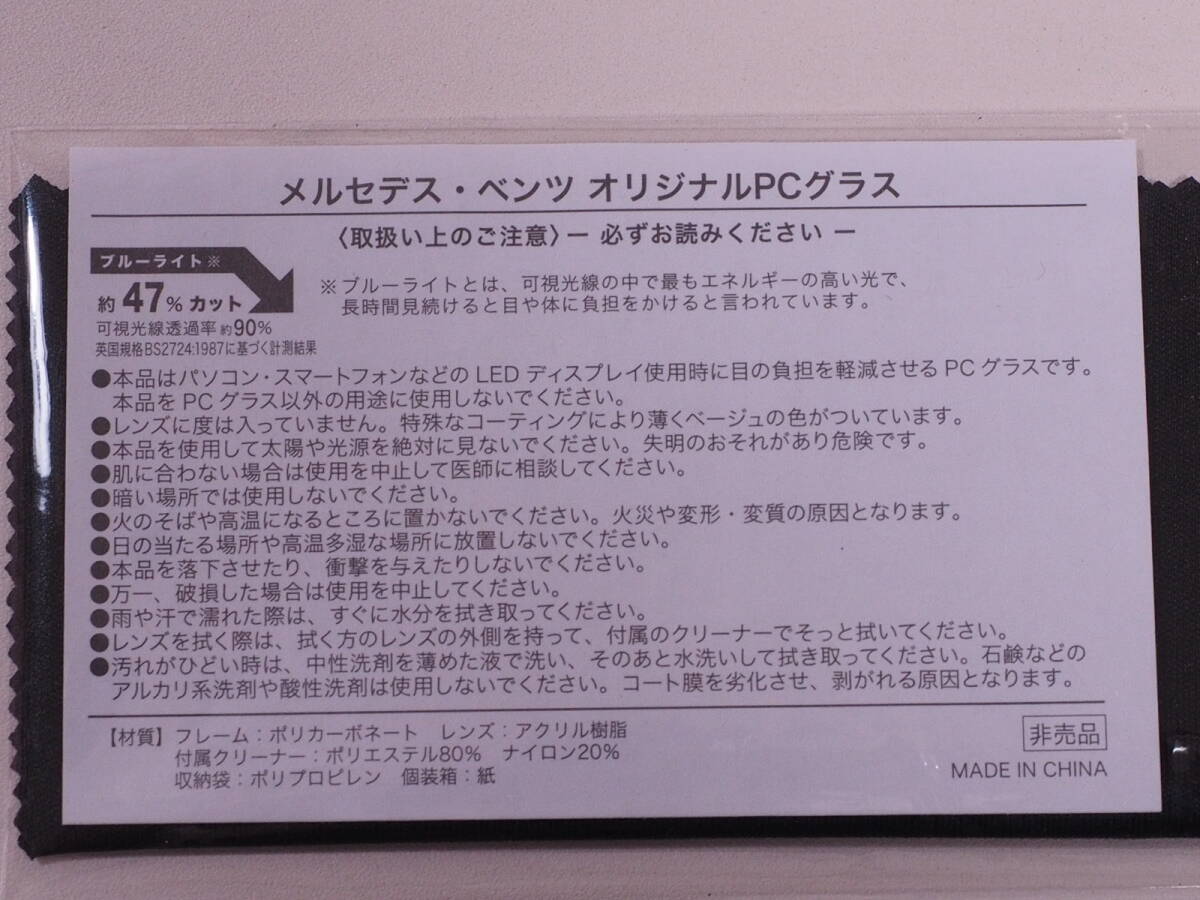 メルセデス・ベンツ オリジナルPCグラス
〈取扱い上のご注意〉ー 必ずお読みください ー
ブルーライト※
約47%カット
可視光線透過率 約90%
英国規格BS2724:1987に基づく計測結果
※ブルーライトとは、可視光線の中で最もエネルギーの高い光で、
長時間見続けると目や体に負担をかけると言われています。
●本品はパソコン・スマートフォンなどの LED ディスプレイ使用時に目の負担を軽減させる PC グラスです。
本品を PC グラス以外の用途に使用しないでください。
●レンズに度は入っていません。特殊なコーティングにより薄くベージュの色がついています。
●本品を使用して太陽や光源を絶対に見ないでください。失明のおそれがあり危険です。
●肌に合わない場合は使用を中止して医師に相談してください。
●暗い場所では使用しないでください。
●火のそばや高温になるところに置かないでください。火災や変形・変質の原因となります。
●日の当たる場所や高温多湿な場所に放置しないでください。
●本品を落下させたり、衝撃を与えたりしないでください。
●万一、破損した場合は使用を中止してください。
●雨や汗で濡れた際は、すぐに水分を拭き取ってください。
●レンズを拭く際は、拭く方のレンズの外側を持って、付属のクリーナーでそっと拭いてください。
●汚れがひどい時は、中性洗剤を薄めた液で洗い、そのあと水洗いして拭き取ってください。石鹸などの
アルカリ系洗剤や酸性洗剤は使用しないでください。コート膜を劣化させ、剥がれる原因となります。
【材質】フレーム：ポリカーボネート レンズ：アクリル樹脂
付属クリーナー：ポリエステル80% ナイロン20%
収納袋：ポリプロピレン 個装箱：紙
非売品
MADE IN CHINA